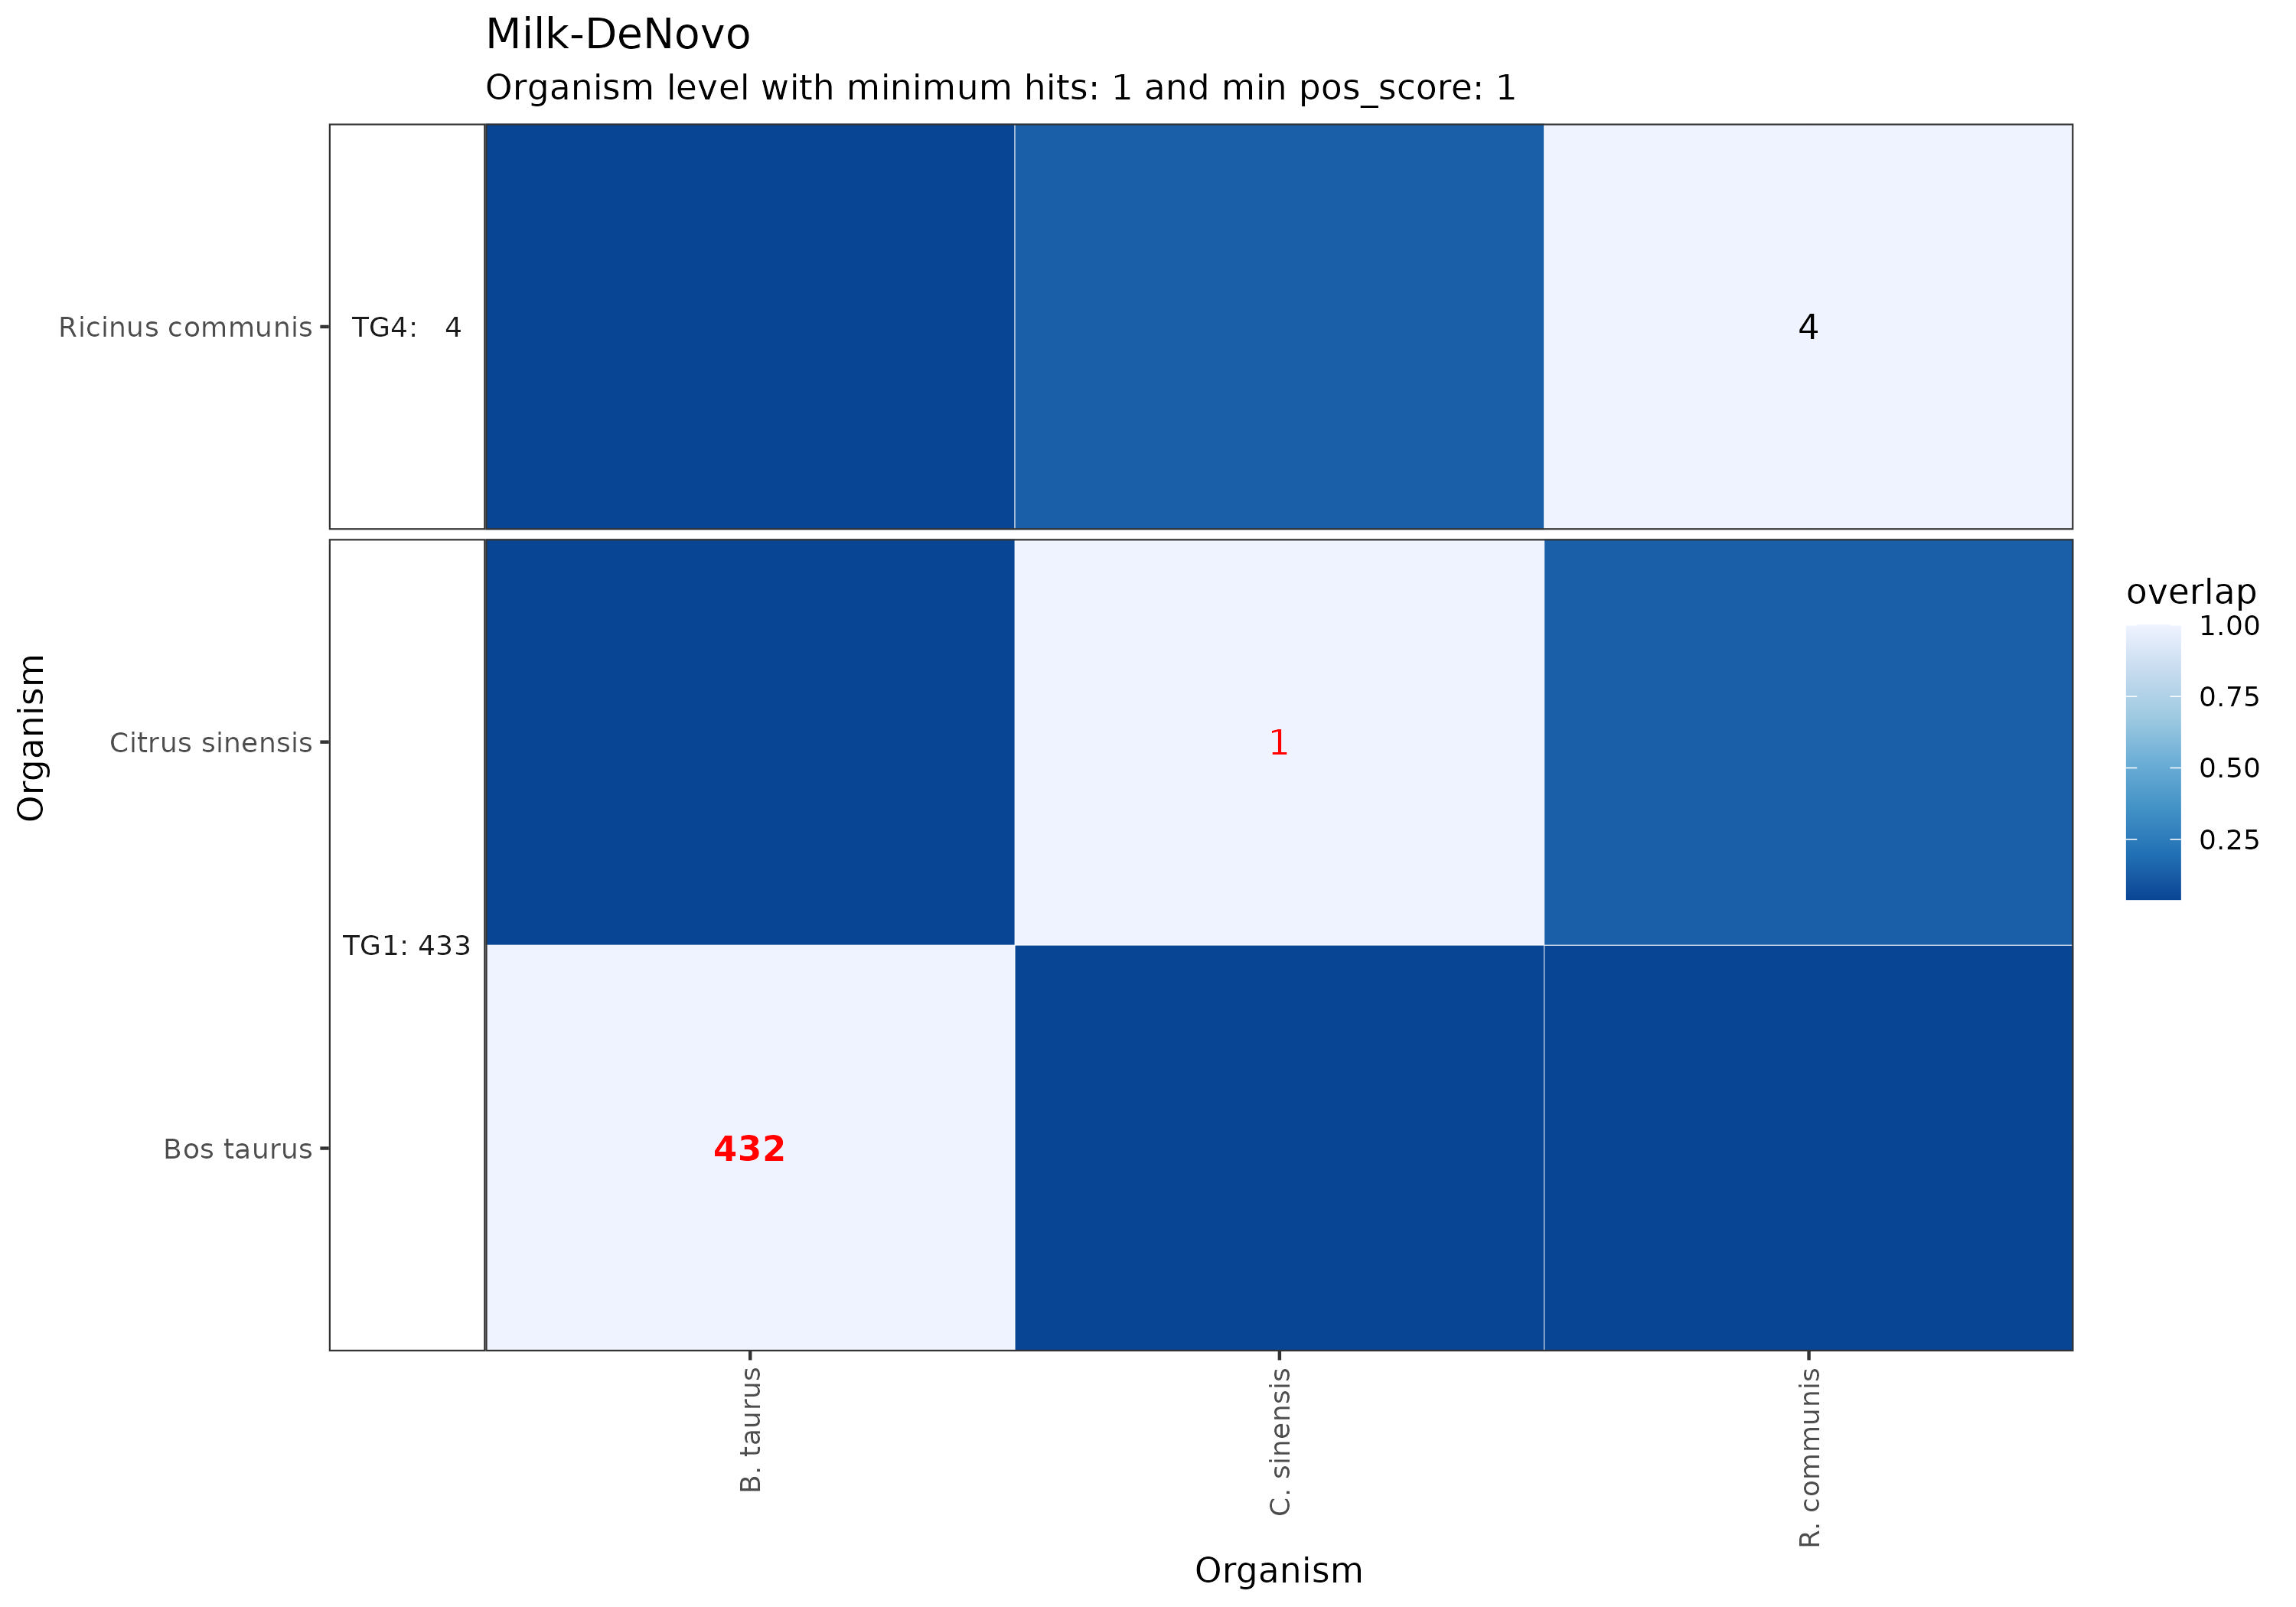 Milk-DeNovo
Organism level with minimum hits: 1 and min pos_score: 1
Organism
Ricinus communis
TG4: 4
4
Citrus sinensis
1
TG1: 433
Bos taurus
432
B. taurus
C. sinensis
R. communis
Organism
overlap
1.00
0.75
0.50
0.25